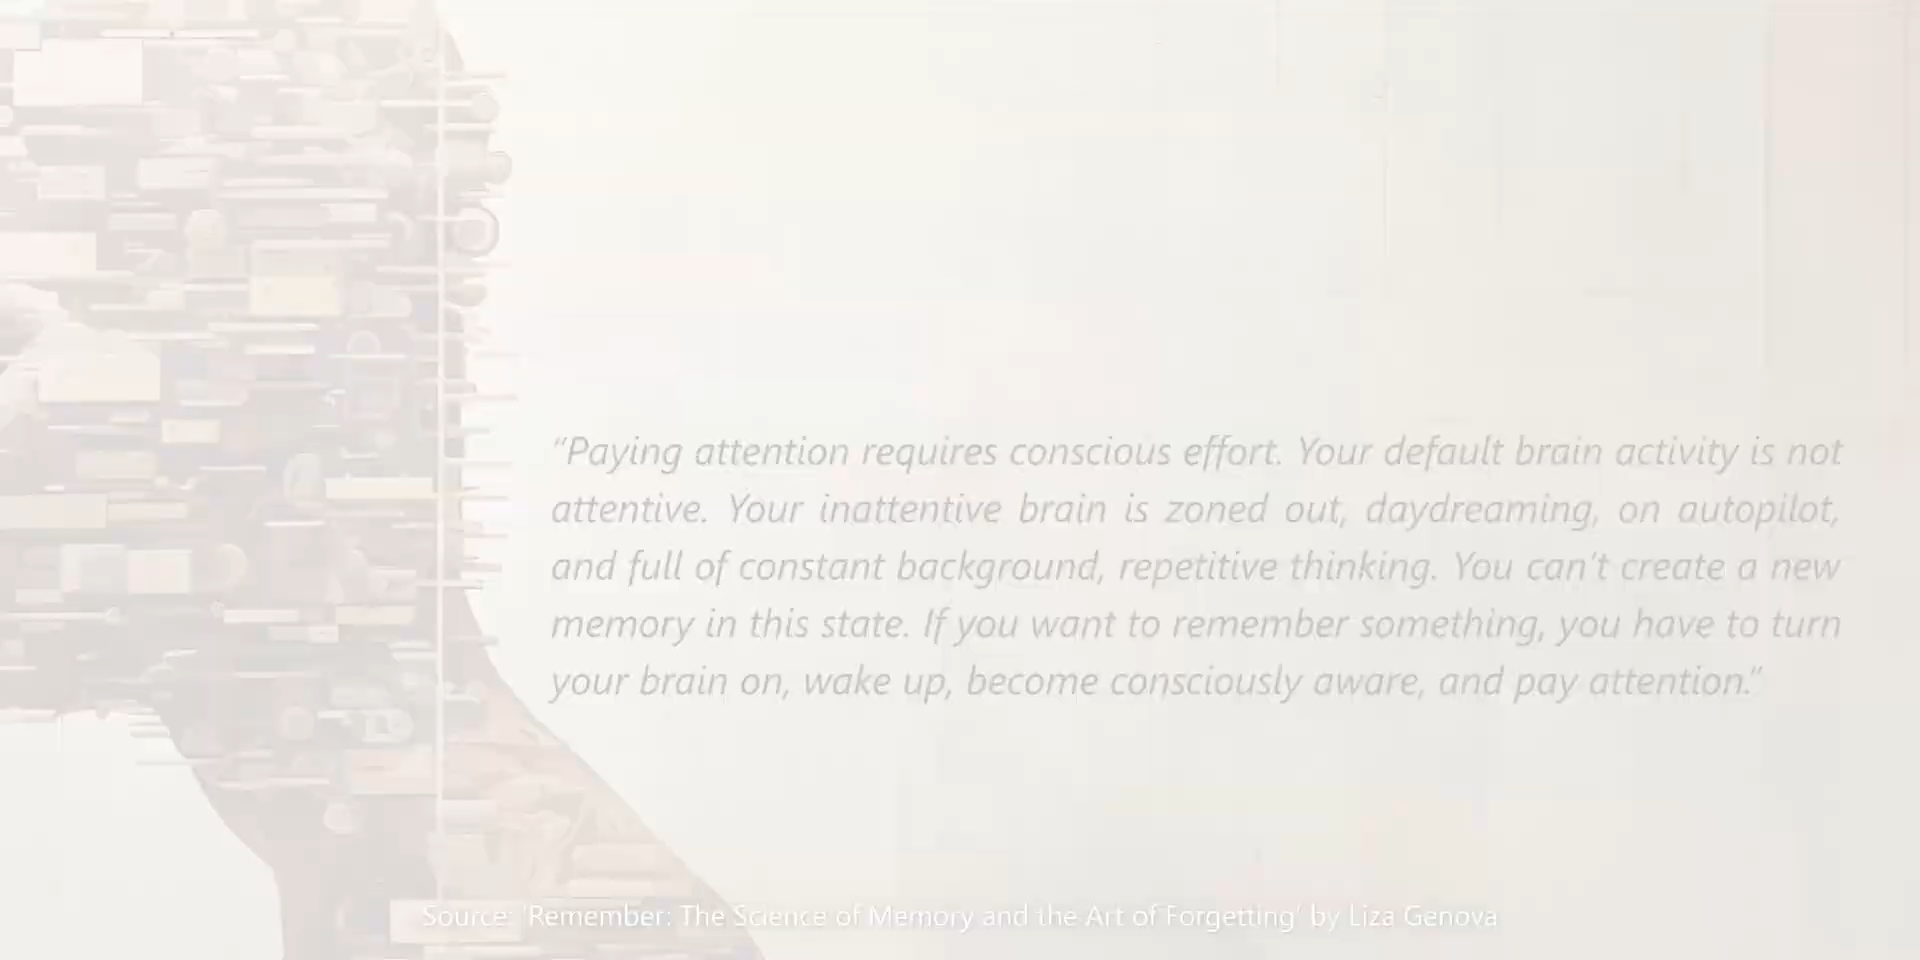 “Paying attention requires conscious effort. Your default brain activity is not
attentive. Your inattentive brain is zoned out, daydreaming, on autopilot,
and full of constant background, repetitive thinking. You can’t create a new
memory in this state. If you want to remember something, you have to turn
your brain on, wake up, become consciously aware, and pay attention.”
Source: ‘Remember: The Science of Memory and the Art of Forgetting’ by Liza Genova